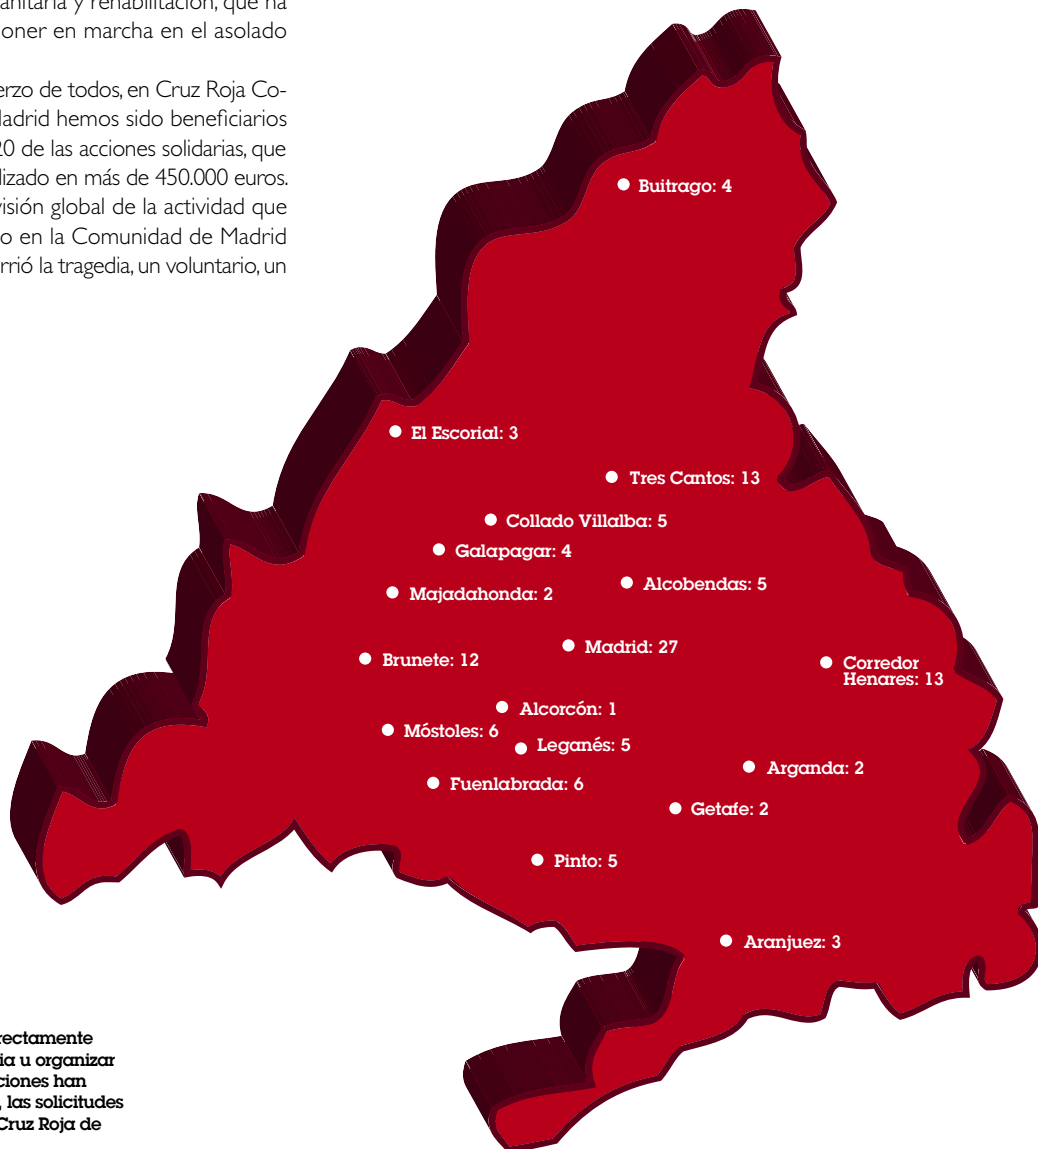 anitaria y rehabilitación, que ha
oner en marcha en el asolado
erzo de todos, en Cruz Roja Co-
adrid hemos sido beneficiarios
20 de las acciones solidarias, que
lizado en más de 450.000 euros.
visión global de la actividad que
o en la Comunidad de Madrid
rrió la tragedia, un voluntario, un
Buitrago: 4
El Escorial: 3
Tres Cantos: 13
Collado Villalba: 5
Galapagar: 4
Alcobendas: 5
Majadahonda: 2
Madrid: 27
Brunete: 12
Corredor
Henares: 13
Alcorcón: 1
Móstoles: 6
Leganés: 5
Arganda: 2
Fuenlabrada: 6
Getafe: 2
Pinto: 5
Aranjuez: 3
rectamente
ia u organizar
ciones han
, las solicitudes
Cruz Roja de